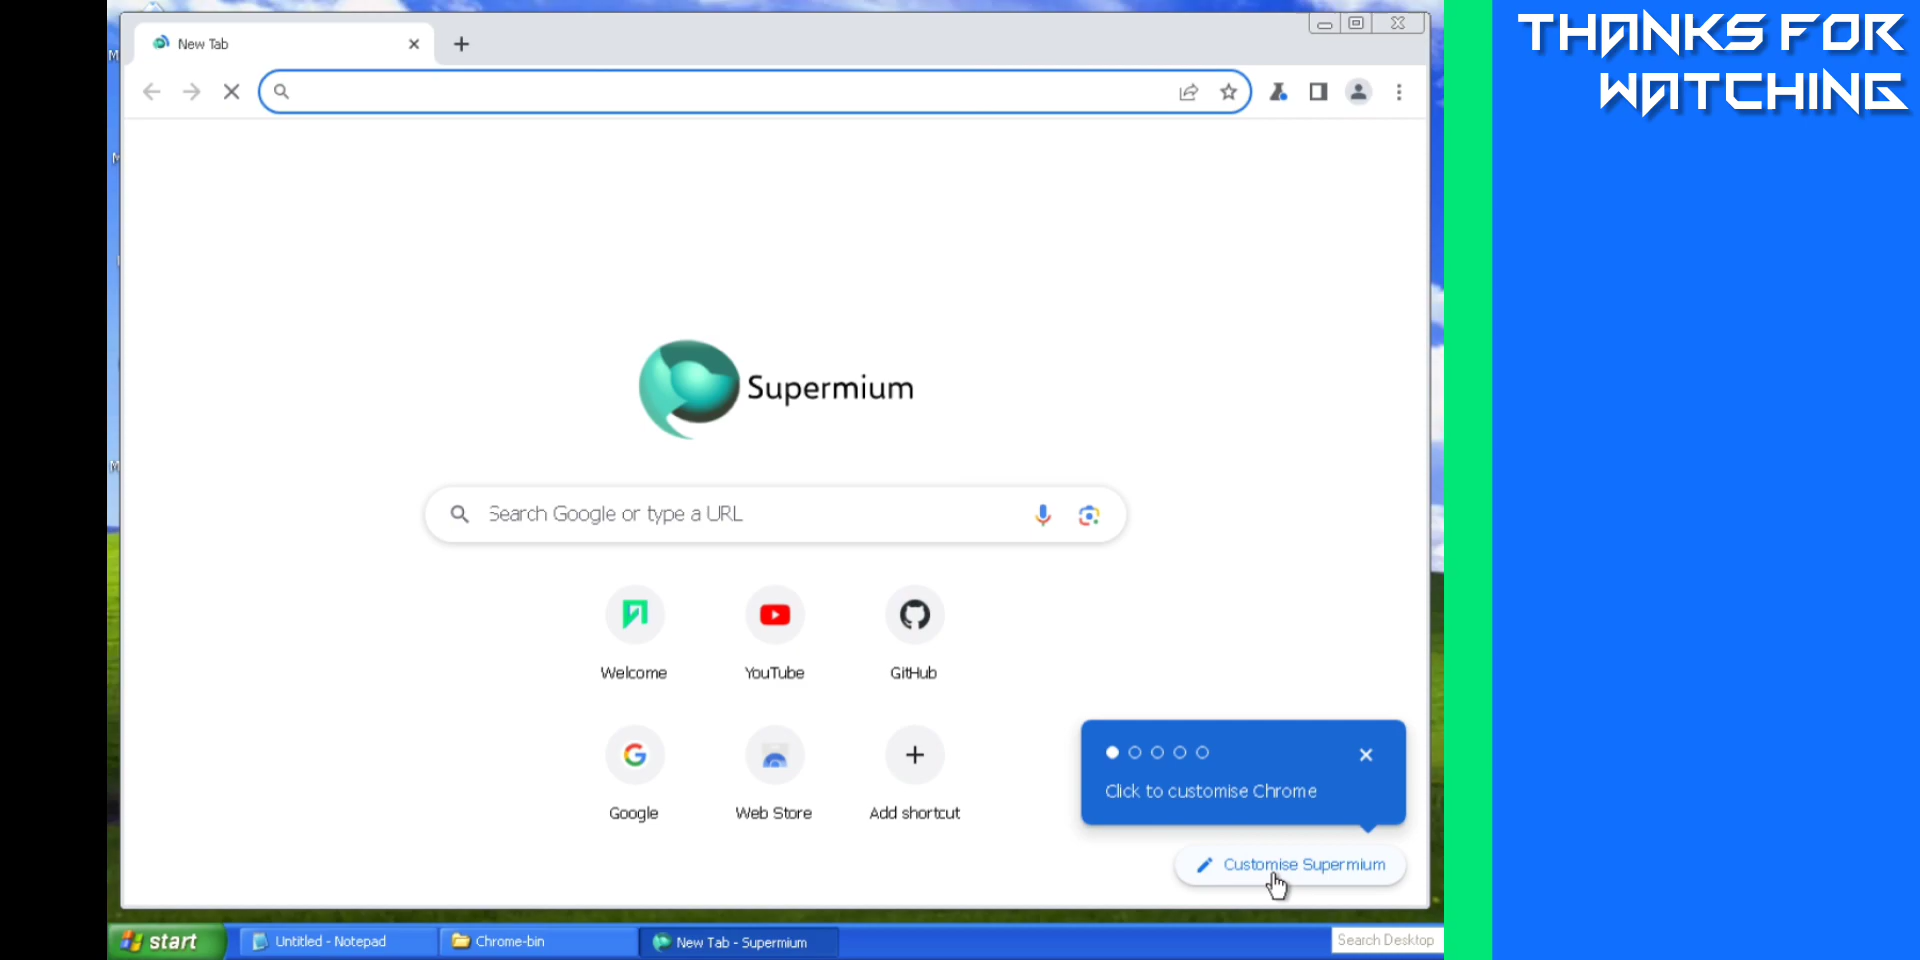 New Tab
THANKS FOR
WATCHING
Supermium
Search Google or type a URL
Welcome
YouTube
GitHub
Google
Web Store
Add shortcut
Click to customise Chrome
Customise Supermium
start
Untitled - Notepad
Chrome-bin
New Tab - Supermium
Search Desktop